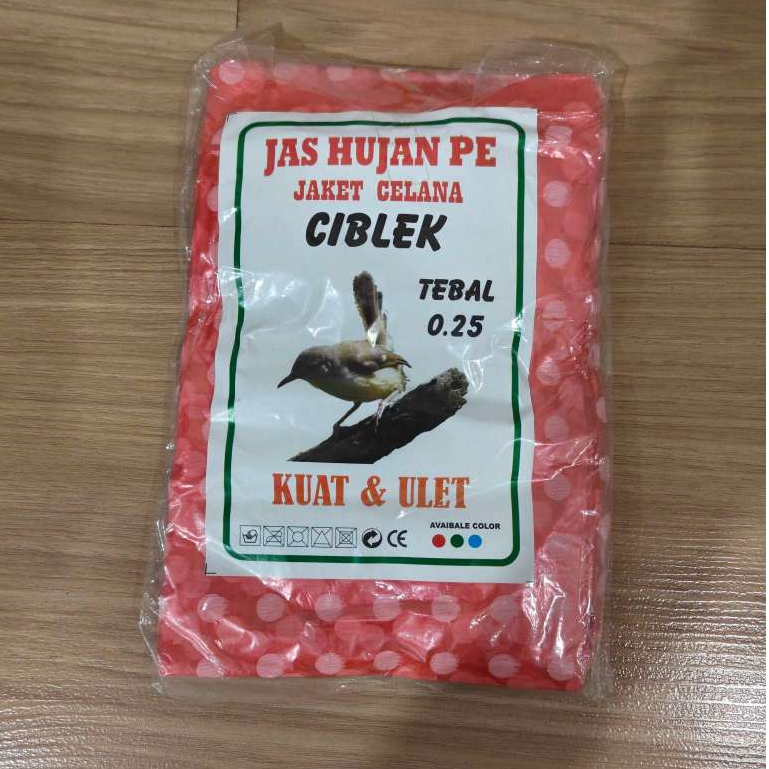 JAS HUJAN PE
JAKET CELANA
CIBLEK
TEBAL
0.25
KUAT & ULET
CE
AVAIBALE COLOR